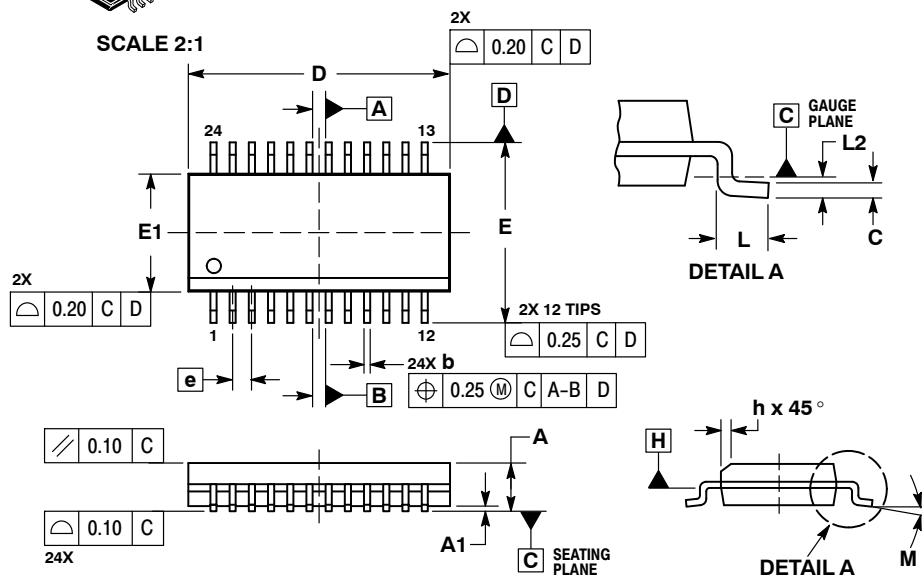 SCALE 2:1
2X
⌓ 0.20 C D
D
A
D
24
13
C GAUGE
PLANE
L2
E1
E
L
C
DETAIL A
2X
⌓ 0.20 C D
1
12
2X 12 TIPS
⌓ 0.25 C D
e
24X b
B
⌖ 0.25 Ⓜ C A-B D
h x 45°
⫽ 0.10 C
A
H
⌓ 0.10 C
24X
A1
C SEATING
PLANE
M
DETAIL A